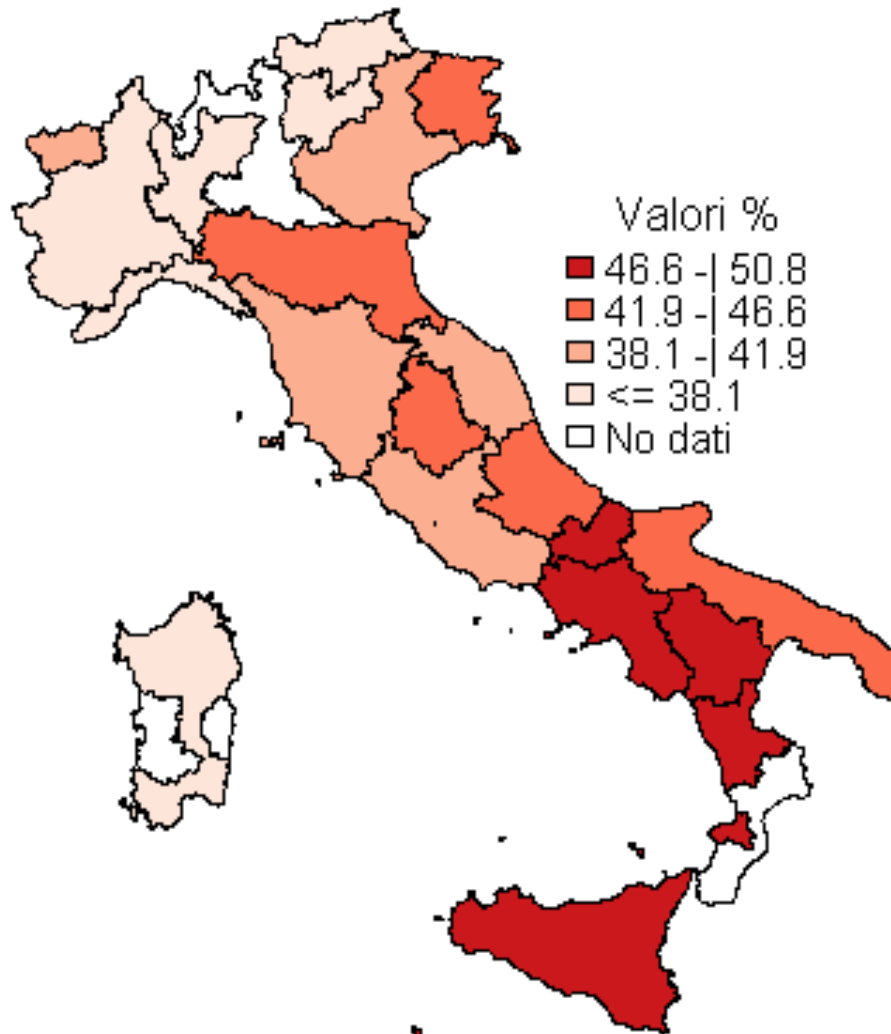 Valori %
46.6 -| 50.8
41.9 -| 46.6
38.1 -| 41.9
<= 38.1
No dati